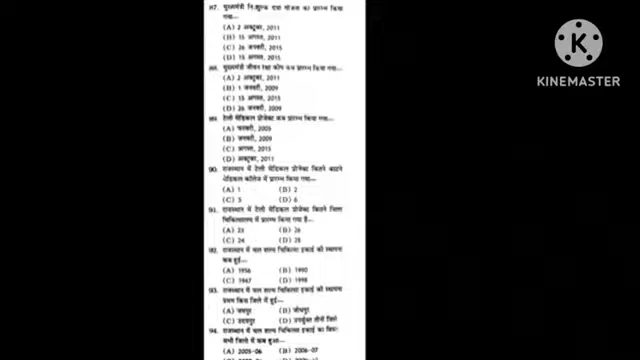 87. मुख्यमंत्री नि:शुल्क दवा योजना का प्रारम्भ किया
गया—
(A) 2 अक्टूबर, 2011
(B) 15 अगस्त, 2011
(C) 26 जनवरी, 2015
(D) 15 अगस्त, 2015
88. मुख्यमंत्री जीवन रक्षा कोष कब प्रारम्भ किया गया—
(A) 2 अक्टूबर, 2011
(B) 1 जनवरी, 2009
(C) 15 अगस्त, 2015
(D) 26 जनवरी, 2009
89. टेली मेडिकल प्रोजेक्ट कब प्रारम्भ किया गया—
(A) फरवरी, 2005
(B) जनवरी, 2009
(C) अगस्त, 2015
(D) अक्टूबर, 2011
90. राजस्थान में टेली मेडिकल प्रोजेक्ट कितने
मेडिकल कॉलेज में प्रारम्भ किया गया—
(A) 1 (B) 2
(C) 3 (D) 6
91. राजस्थान में टेली मेडिकल प्रोजेक्ट कितने जिला
चिकित्सालय में प्रारम्भ किया गया है—
(A) 23 (B) 26
(C) 24 (D) 28
92. राजस्थान में चल शल्य चिकित्सा इकाई की स्थापना
कब हुई—
(A) 1956 (B) 1990
(C) 1967 (D) 1998
93. राजस्थान में चल शल्य चिकित्सा इकाई की स्थापना
प्रथम किस जिले में हुई—
(A) जयपुर (B) जोधपुर
(C) उदयपुर (D) उपर्युक्त तीनों जिले
94. राजस्थान में चल शल्य चिकित्सा इकाई का
सभी जिलों में कब हुआ—
(A) 2005-06 (B) 2006-07
KINEMASTER